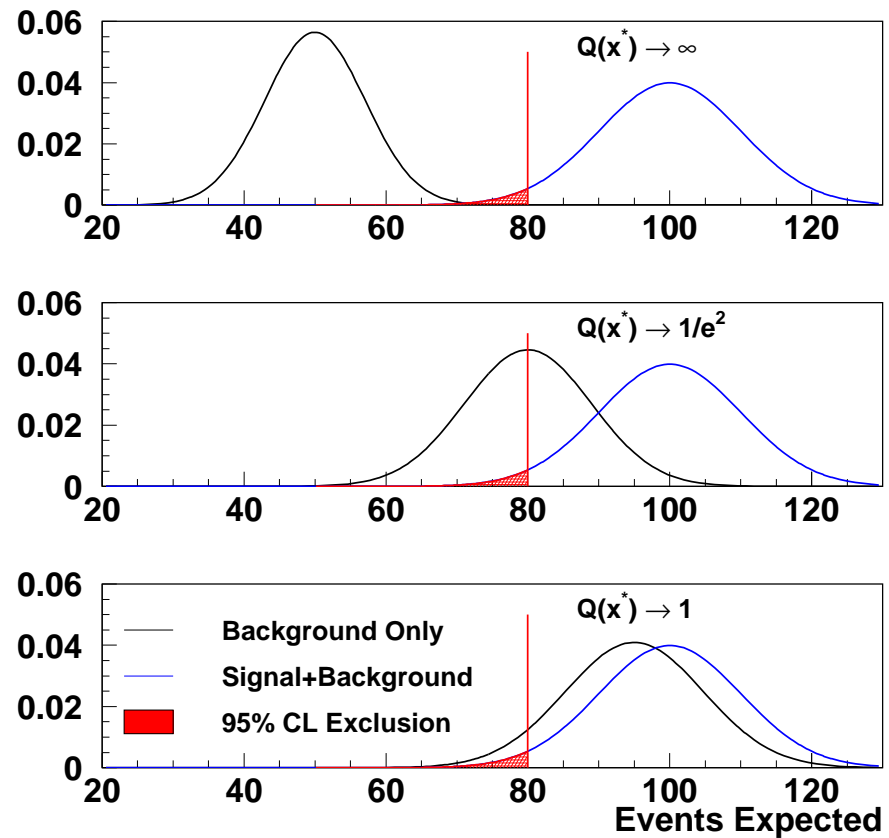 0.06
Q(x*) → ∞
0.04
0.02
0
20 40 60 80 100 120
0.06
Q(x*) → 1/e²
0.04
0.02
0
20 40 60 80 100 120
0.06
Q(x*) → 1
Background Only
0.04
Signal+Background
0.02
95% CL Exclusion
0
20 40 60 80 100 120
Events Expected